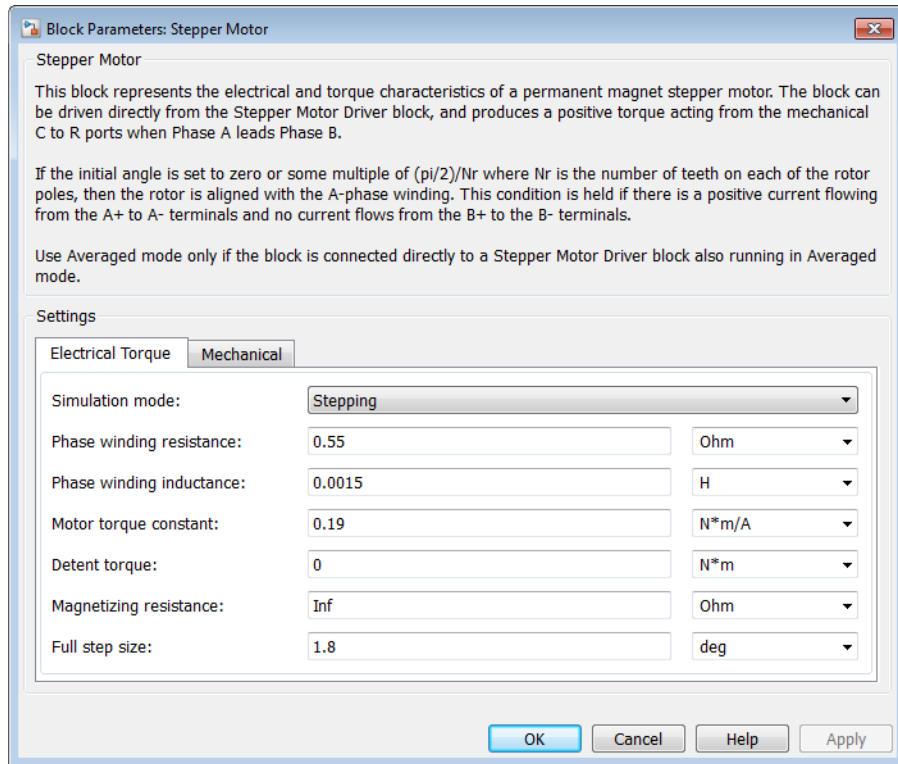 Block Parameters: Stepper Motor
Stepper Motor
This block represents the electrical and torque characteristics of a permanent magnet stepper motor. The block can
be driven directly from the Stepper Motor Driver block, and produces a positive torque acting from the mechanical
C to R ports when Phase A leads Phase B.
If the initial angle is set to zero or some multiple of (pi/2)/Nr where Nr is the number of teeth on each of the rotor
poles, then the rotor is aligned with the A-phase winding. This condition is held if there is a positive current flowing
from the A+ to A- terminals and no current flows from the B+ to the B- terminals.
Use Averaged mode only if the block is connected directly to a Stepper Motor Driver block also running in Averaged
mode.
Settings
Electrical Torque Mechanical
Simulation mode: Stepping
Phase winding resistance: 0.55 Ohm
Phase winding inductance: 0.0015 H
Motor torque constant: 0.19 N*m/A
Detent torque: 0 N*m
Magnetizing resistance: Inf Ohm
Full step size: 1.8 deg
OK Cancel Help Apply